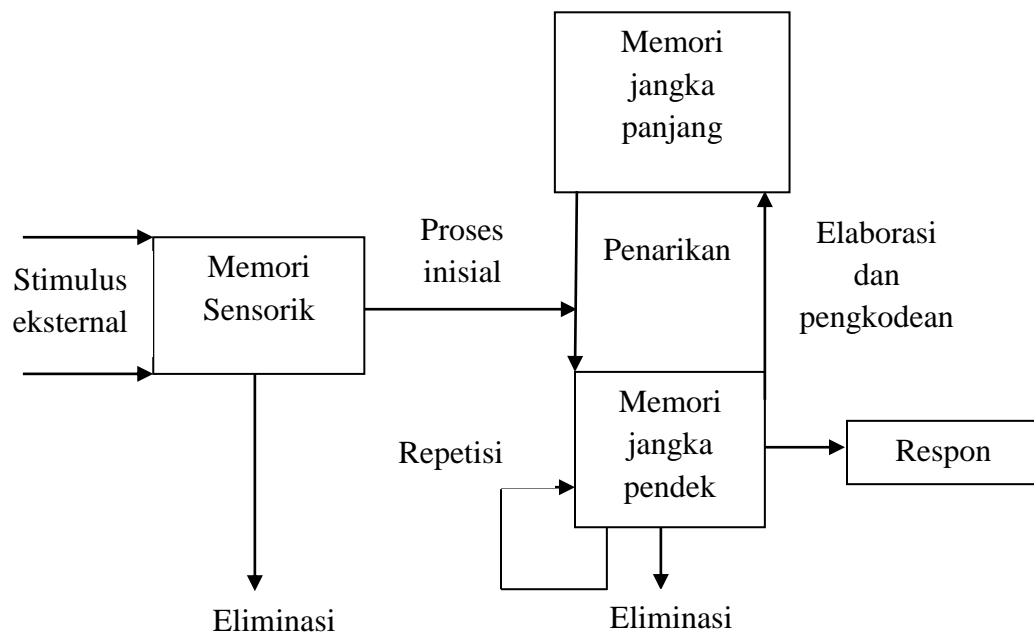 Memori
jangka
panjang
Proses
inisial
Penarikan
Elaborasi
dan
pengkodean
Stimulus
eksternal
Memori
Sensorik
Memori
jangka
pendek
Repetisi
Respon
Eliminasi
Eliminasi